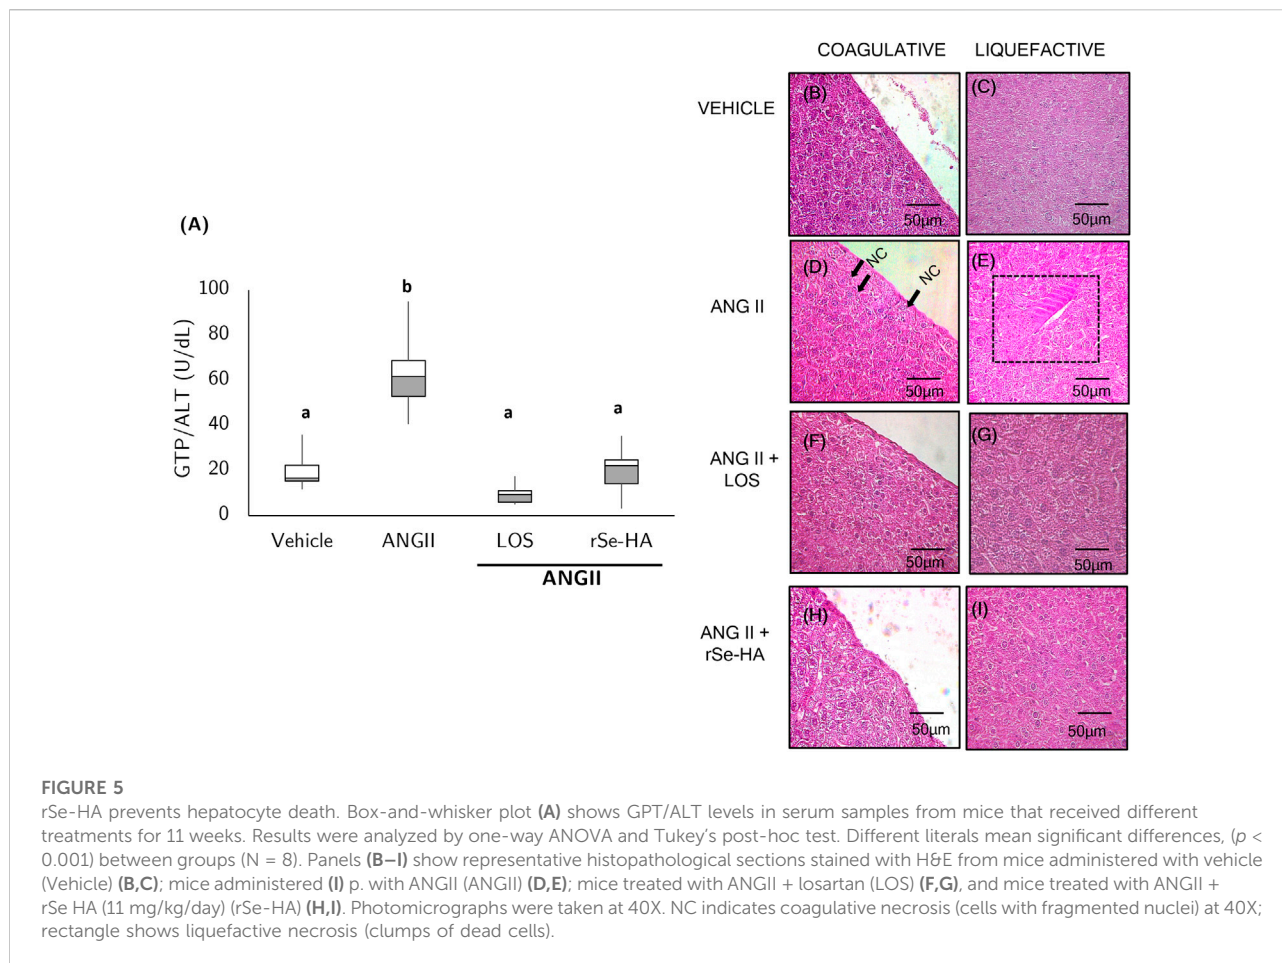 COAGULATIVE LIQUEFACTIVE
VEHICLE
(B)
50µm
(C)
50µm
ANG II
(D)
NC
NC
50µm
(E)
50µm
ANG II +
LOS
(F)
50µm
(G)
50µm
ANG II +
rSe-HA
(H)
50µm
(I)
50µm
(A)
GTP/ALT (U/dL)
100
80
60
40
20
0
a
b
a
a
Vehicle ANGII LOS rSe-HA
ANGII
FIGURE 5
rSe-HA prevents hepatocyte death. Box-and-whisker plot (A) shows GPT/ALT levels in serum samples from mice that received different
treatments for 11 weeks. Results were analyzed by one-way ANOVA and Tukey’s post-hoc test. Different literals mean significant differences, (p <
0.001) between groups (N = 8). Panels (B–I) show representative histopathological sections stained with H&E from mice administered with vehicle
(Vehicle) (B,C); mice administered (I) p. with ANGII (ANGII) (D,E); mice treated with ANGII + losartan (LOS) (F,G), and mice treated with ANGII +
rSe HA (11 mg/kg/day) (rSe-HA) (H,I). Photomicrographs were taken at 40X. NC indicates coagulative necrosis (cells with fragmented nuclei) at 40X;
rectangle shows liquefactive necrosis (clumps of dead cells).